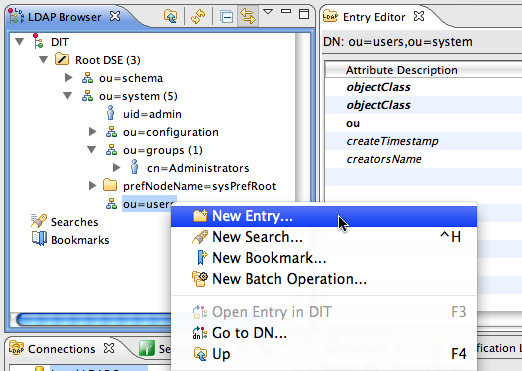 LDAP Browser
DIT
Root DSE (3)
ou=schema
ou=system (5)
uid=admin
ou=configuration
ou=groups (1)
cn=Administrators
prefNodeName=sysPrefRoot
ou=users
Searches
Bookmarks
Entry Editor
DN: ou=users,ou=system
Attribute Description
objectClass
objectClass
ou
createTimestamp
creatorsName
New Entry...
New Search... ^H
New Bookmark...
New Batch Operation...
Open Entry in DIT F3
Go to DN...
Up F4
Connections